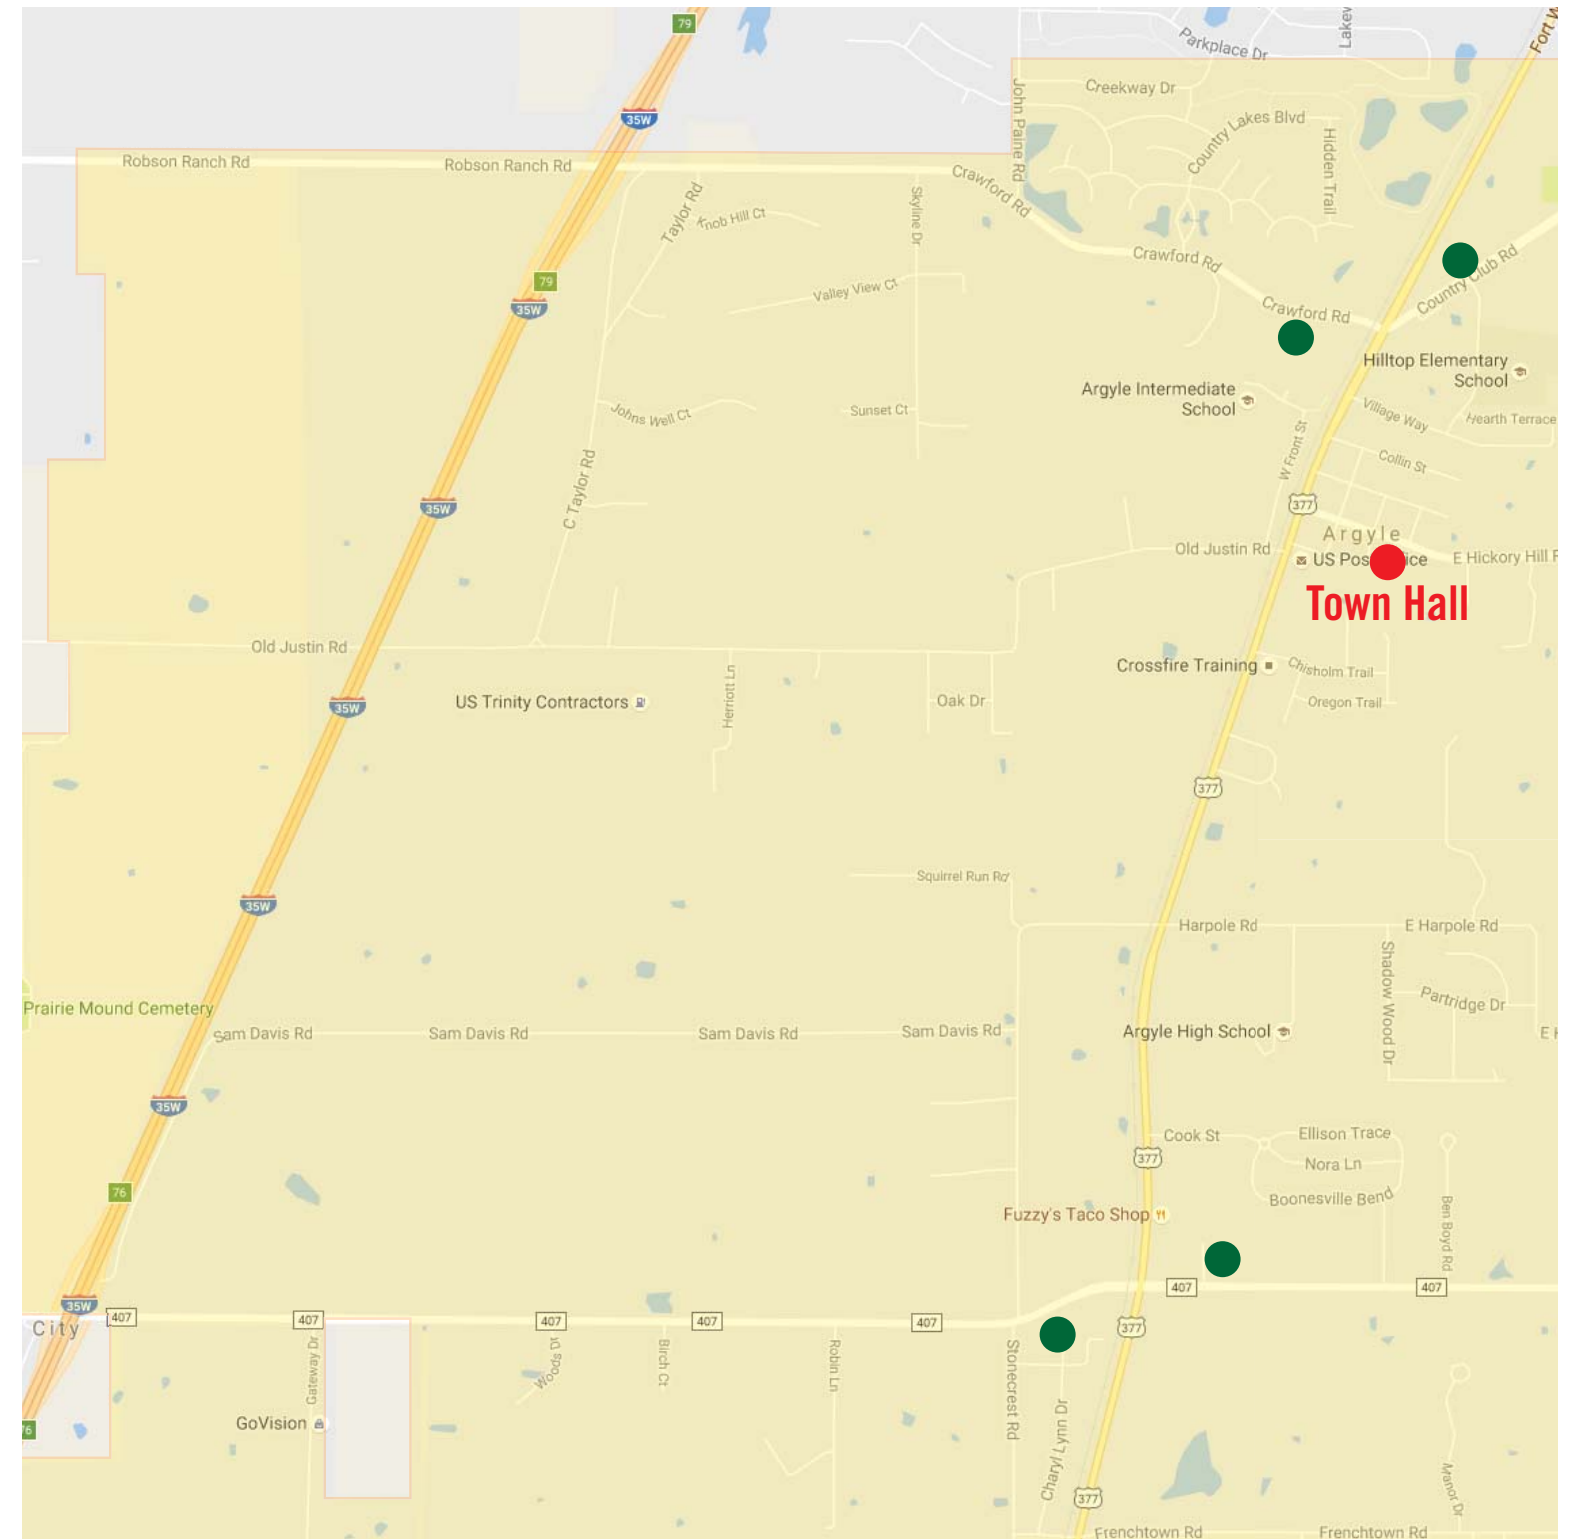 79
Parkplace Dr
35W
Creekway Dr
John Paine Rd
Country Lakes Blvd
Hidden Trail
Robson Ranch Rd
Robson Ranch Rd
Crawford Rd
Taylor Rd
Knob Hill Ct
Skyline Dr
79
35W
Valley View Ct
Crawford Rd
Country Club Rd
Crawford Rd
Hilltop Elementary
School
Argyle Intermediate
School
Johns Well Ct
Sunset Ct
Village Way
Hearth Terrace
W Front St
Collin St
C Taylor Rd
35W
377
Argyle
Old Justin Rd
US Pos ice
E Hickory Hill
Town Hall
Old Justin Rd
Crossfire Training
Chisholm Trail
US Trinity Contractors
Herriott Ln
Oak Dr
Oregon Trail
35W
377
Squirrel Run Rd
35W
Harpole Rd
E Harpole Rd
Shadow Wood Dr
Partridge Dr
Prairie Mound Cemetery
Sam Davis Rd
Sam Davis Rd
Sam Davis Rd
Sam Davis Rd
Argyle High School
35W
Cook St
Ellison Trace
377
Nora Ln
Boonesville Bend
Ben Boyd Rd
76
Fuzzy's Taco Shop
407
407
35W
407
407
407
407
407
377
City
Gateway Dr
Woods Dr
Birch Ct
Robin Ln
Stonecrest Rd
Charyl Lynn Dr
GoVision
Manor Dr
377
Frenchtown Rd
Frenchtown Rd